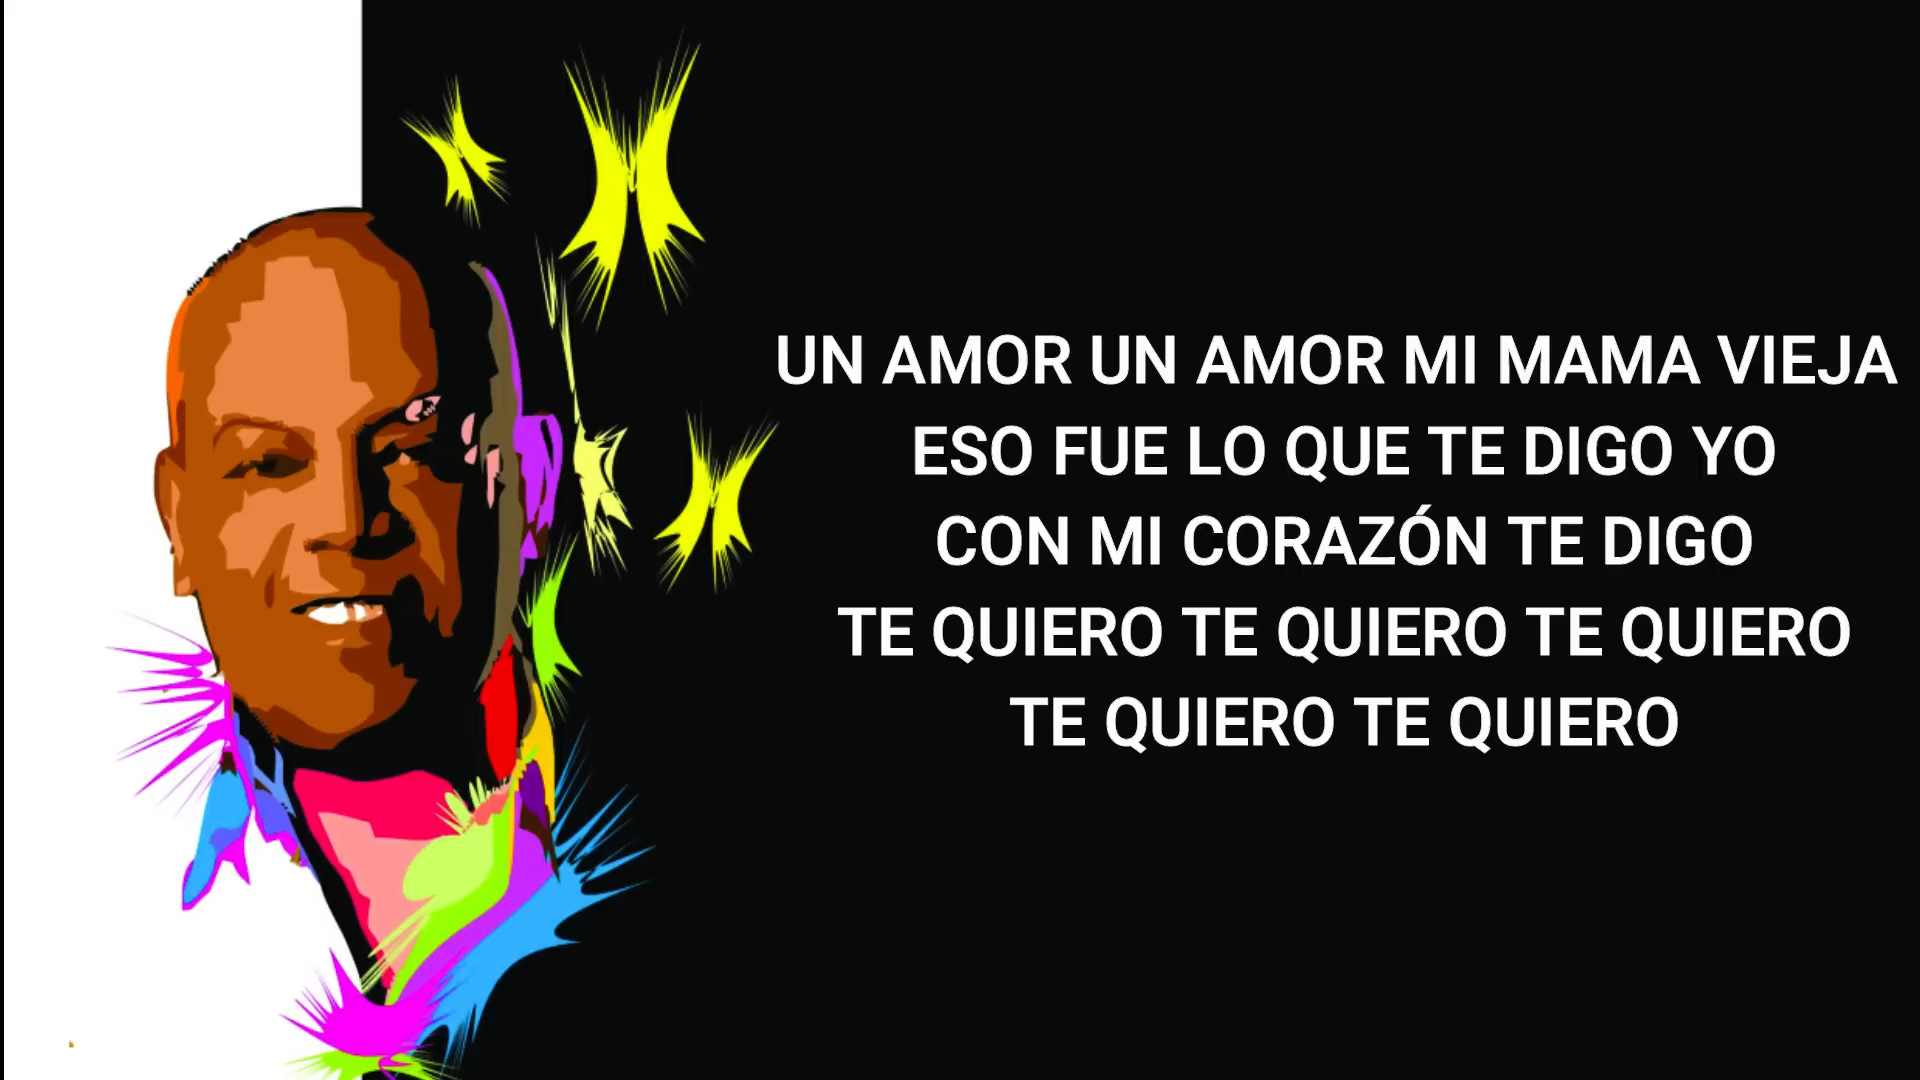 UN AMOR UN AMOR MI MAMA VIEJA
ESO FUE LO QUE TE DIGO YO
CON MI CORAZÓN TE DIGO
TE QUIERO TE QUIERO TE QUIERO
TE QUIERO TE QUIERO